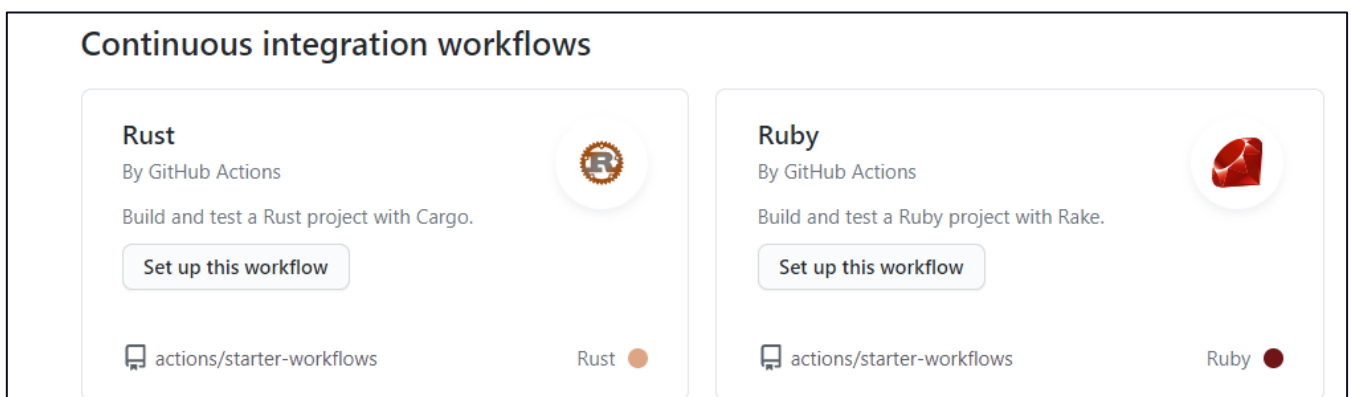 Continuous integration workflows
Rust
By GitHub Actions
Build and test a Rust project with Cargo.
Set up this workflow
actions/starter-workflows
Rust
Ruby
By GitHub Actions
Build and test a Ruby project with Rake.
Set up this workflow
actions/starter-workflows
Ruby